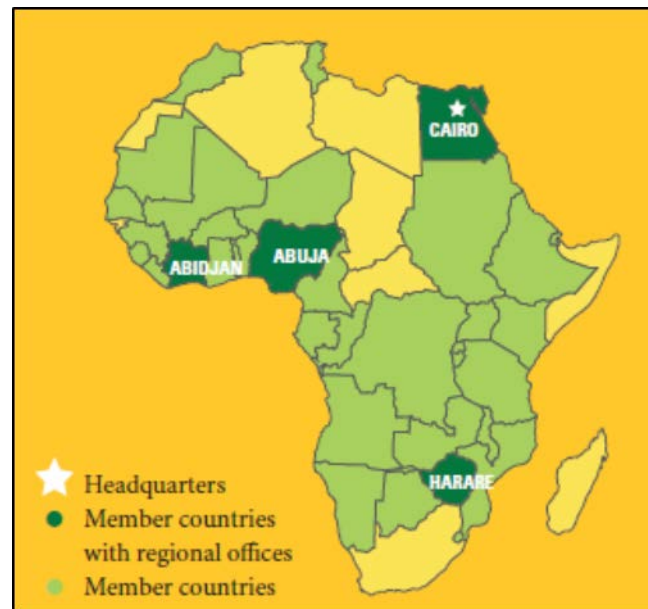 CAIRO
ABUJA
ABIDJAN
HARARE
Headquarters
Member countries
with regional offices
Member countries